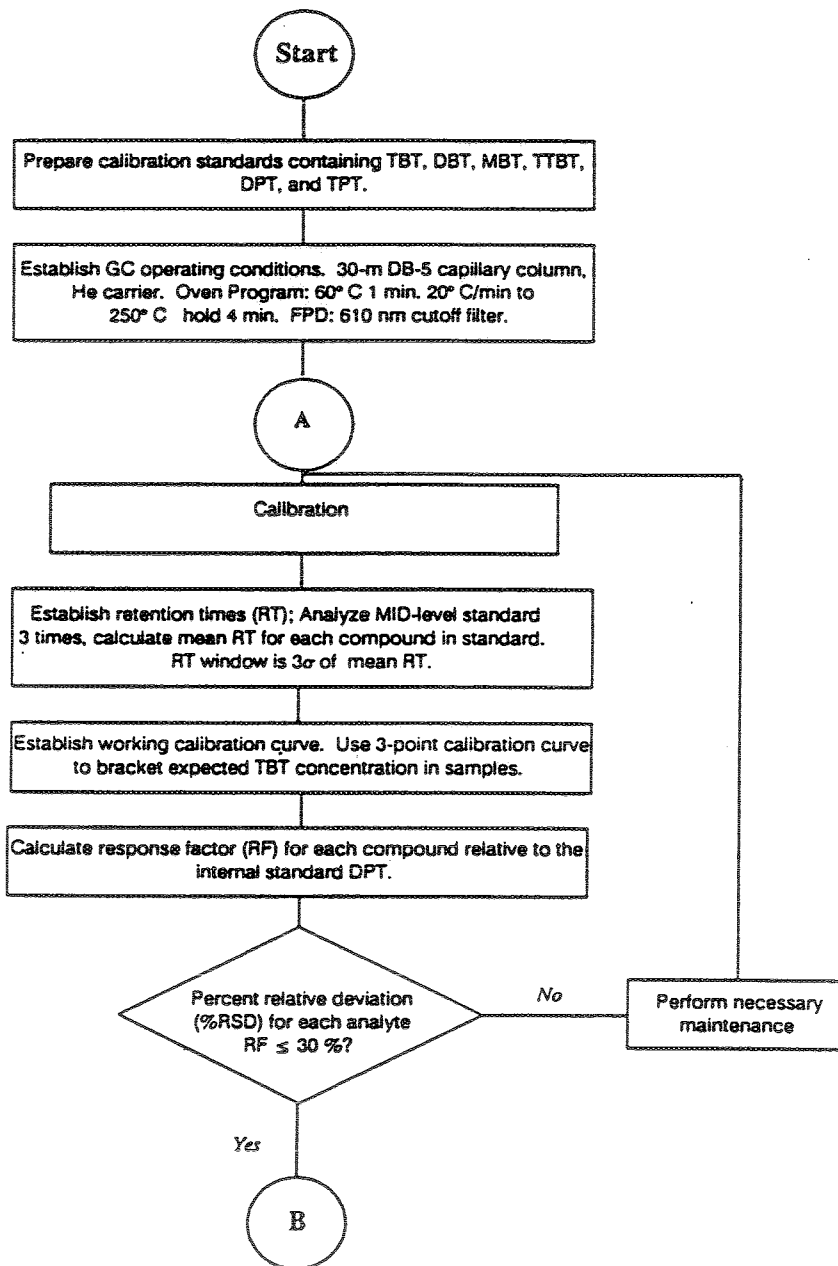 Start
Prepare calibration standards containing TBT, DBT, MBT, TTBT,
DPT, and TPT.
Establish GC operating conditions. 30-m DB-5 capillary column,
He carrier. Oven Program: 60° C 1 min. 20° C/min to
250° C hold 4 min. FPD: 610 nm cutoff filter.
A
Calibration
Establish retention times (RT); Analyze MID-level standard
3 times, calculate mean RT for each compound in standard.
RT window is 3σ of mean RT.
Establish working calibration curve. Use 3-point calibration curve
to bracket expected TBT concentration in samples.
Calculate response factor (RF) for each compound relative to the
internal standard DPT.
Percent relative deviation
(%RSD) for each analyte
RF ≤ 30 %?
No
Perform necessary
maintenance
Yes
B